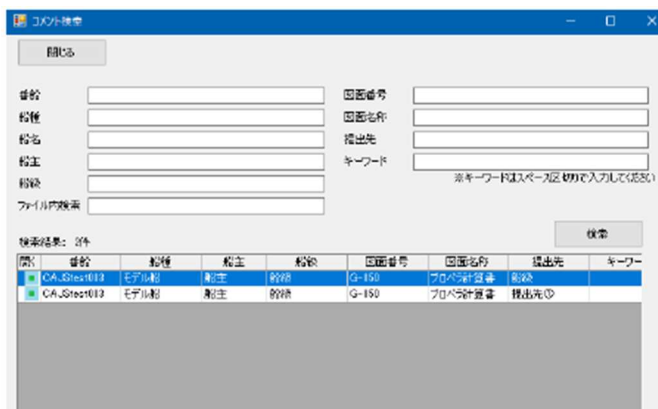 コメント検索
閉じる
番船 図面番号
船種 図面名称
船名 提出先
船主 キーワード
※キーワードはスペース区切りで入力してください
船級
ファイル内検索
検索
検索結果: 2件
開く 番船 船種 船主 船級 図面番号 図面名称 提出先 キーワー
CAJStest013 モデル船 船主 船級 G-150 プロペラ計算書 船級
CAJStest013 モデル船 船主 船級 G-150 プロペラ計算書 提出先①